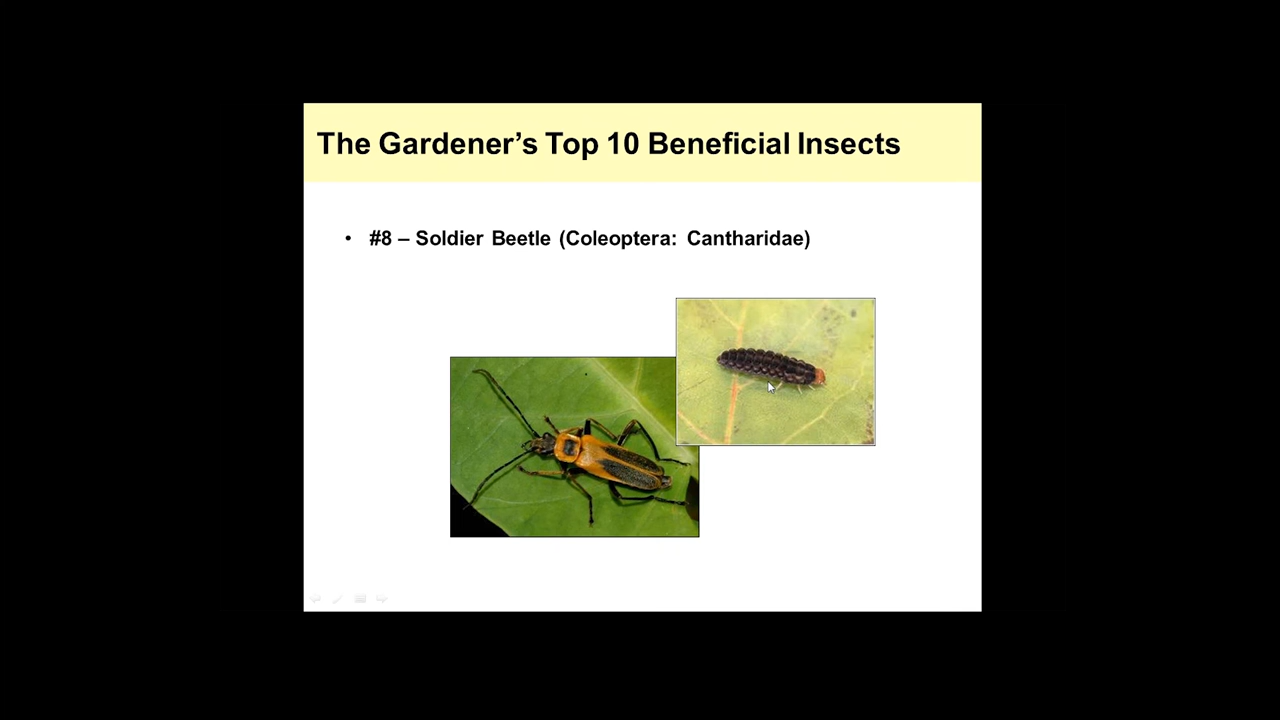 The Gardener’s Top 10 Beneficial Insects
• #8 – Soldier Beetle (Coleoptera: Cantharidae)